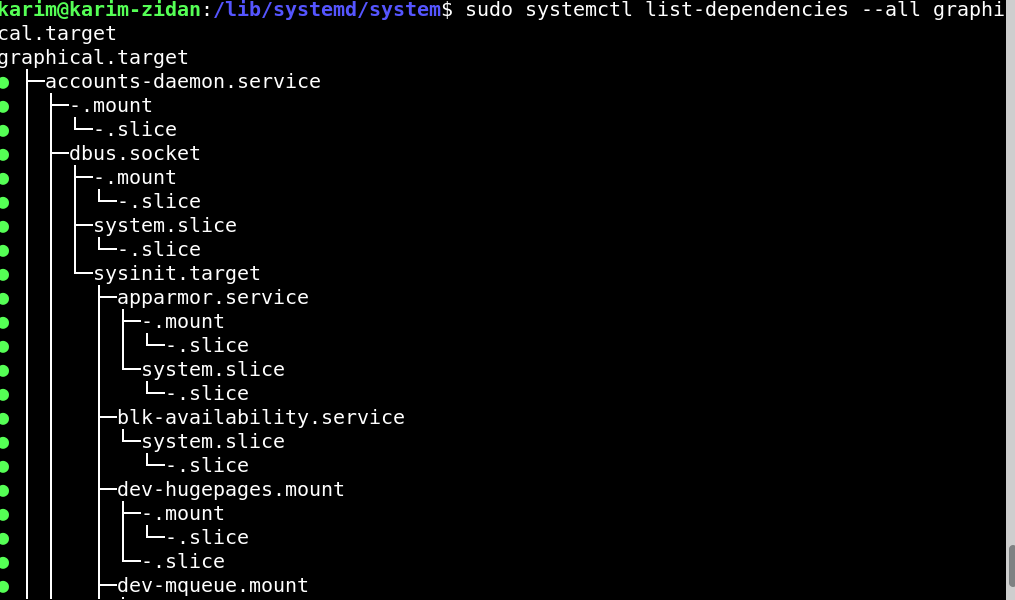 karim@karim-zidan:/lib/systemd/system$ sudo systemctl list-dependencies --all graphi
cal.target
graphical.target
● ├─accounts-daemon.service
● │ ├─-.mount
● │ │ └─-.slice
● │ ├─dbus.socket
● │ │ ├─-.mount
● │ │ │ └─-.slice
● │ │ ├─system.slice
● │ │ │ └─-.slice
● │ │ └─sysinit.target
● │ │   ├─apparmor.service
● │ │   │ ├─-.mount
● │ │   │ │ └─-.slice
● │ │   │ └─system.slice
● │ │   │   └─-.slice
● │ │   ├─blk-availability.service
● │ │   │ └─system.slice
● │ │   │   └─-.slice
● │ │   ├─dev-hugepages.mount
● │ │   │ ├─-.mount
● │ │   │ │ └─-.slice
● │ │   │ └─-.slice
● │ │   ├─dev-mqueue.mount